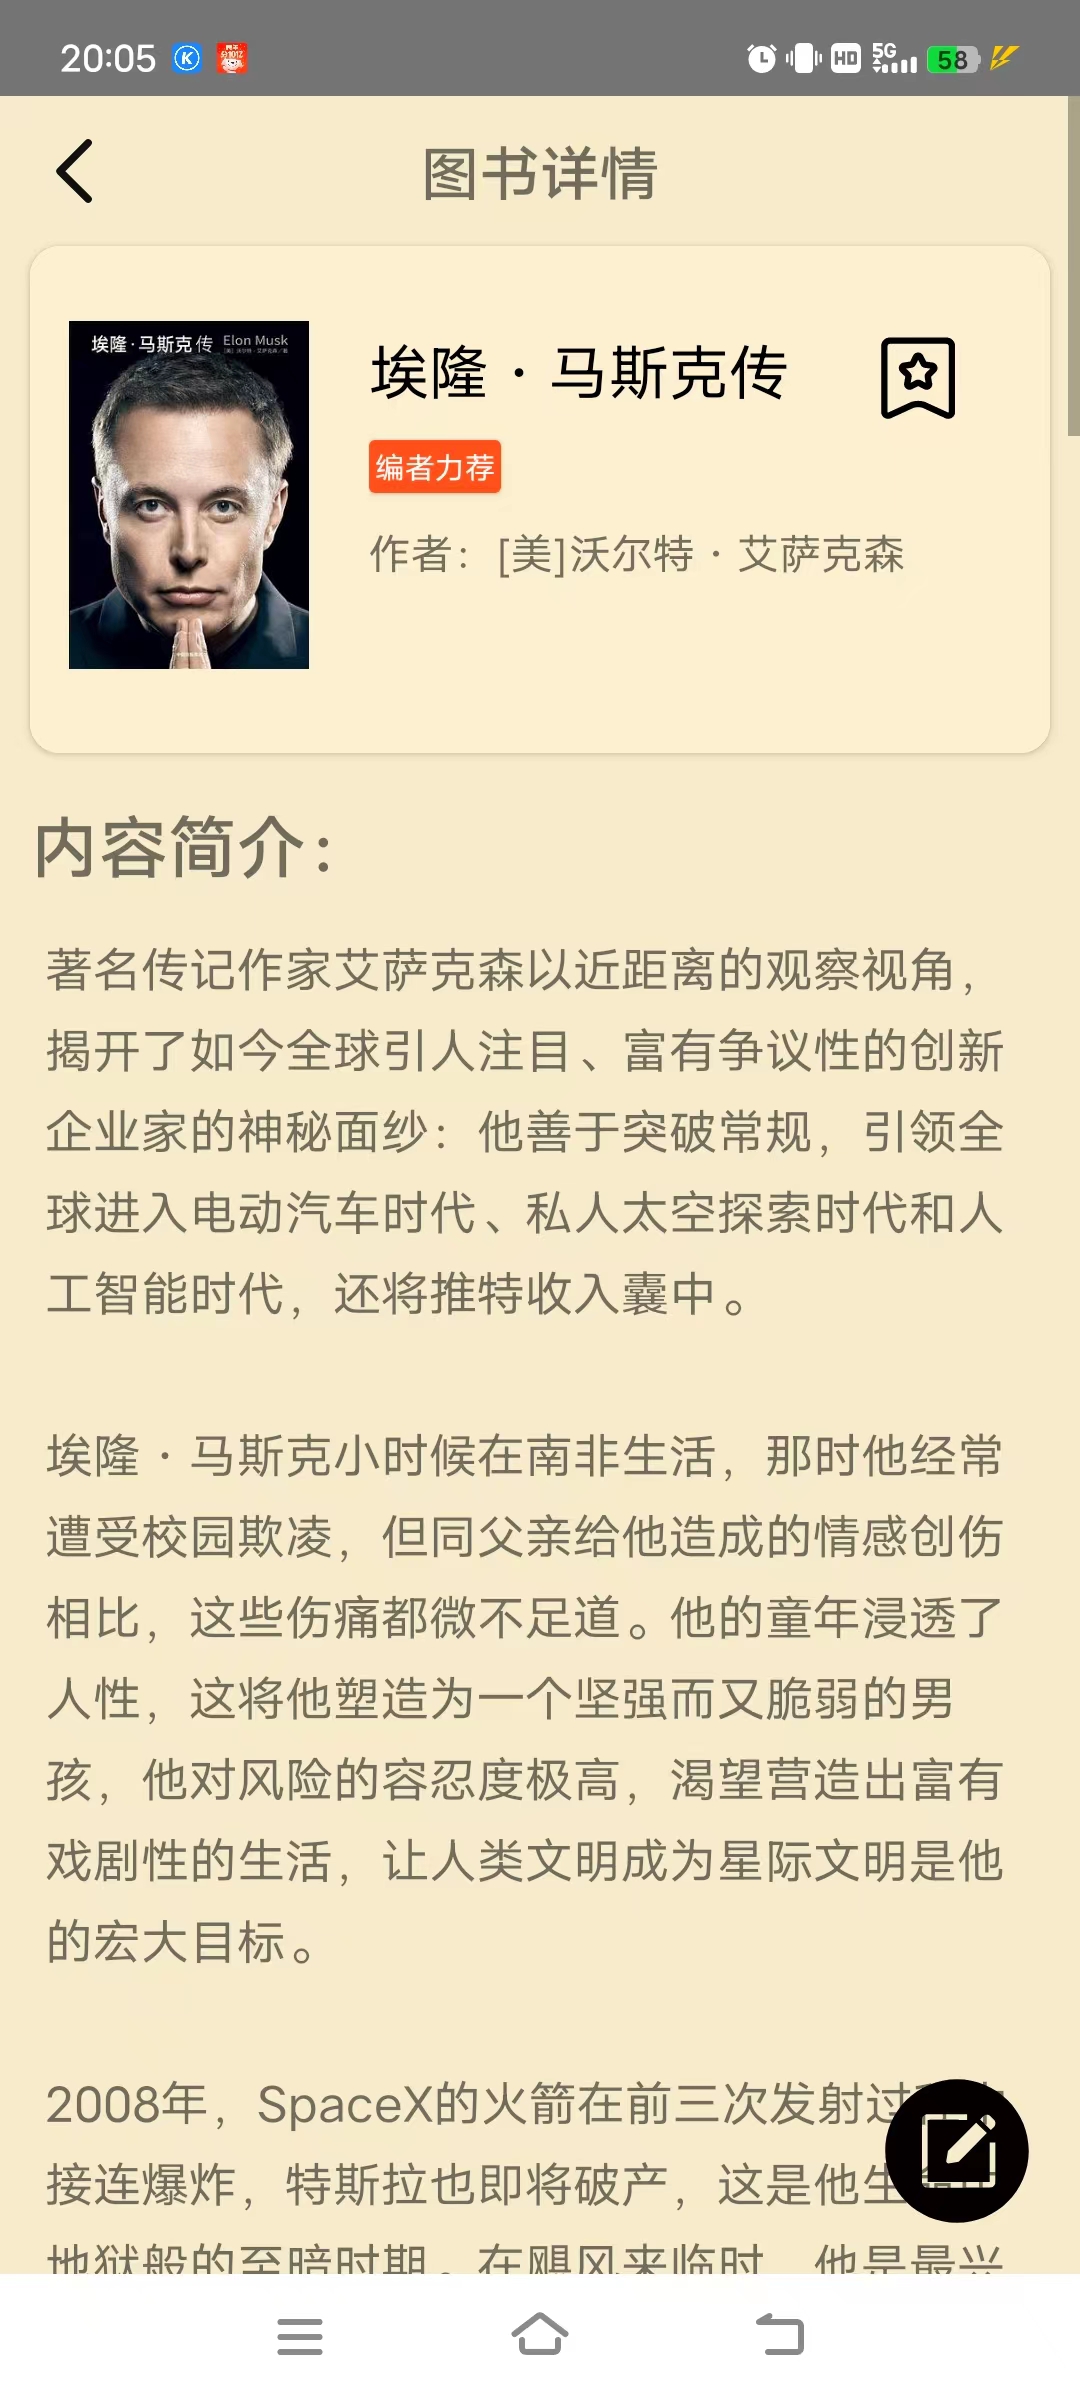 20:05
HD 5G 58
图书详情
埃隆·马斯克传 Elon Musk
埃隆·马斯克传
编者力荐
作者：[美]沃尔特·艾萨克森
内容简介：
著名传记作家艾萨克森以近距离的观察视角，
揭开了如今全球引人注目、富有争议性的创新
企业家的神秘面纱：他善于突破常规，引领全
球进入电动汽车时代、私人太空探索时代和人
工智能时代，还将推特收入囊中。
埃隆·马斯克小时候在南非生活，那时他经常
遭受校园欺凌，但同父亲给他造成的情感创伤
相比，这些伤痛都微不足道。他的童年浸透了
人性，这将他塑造为一个坚强而又脆弱的男
孩，他对风险的容忍度极高，渴望营造出富有
戏剧性的生活，让人类文明成为星际文明是他
的宏大目标。
2008年，SpaceX的火箭在前三次发射过
接连爆炸，特斯拉也即将破产，这是他生
地狱般的至暗时期。在飓风来临时，他是最兴